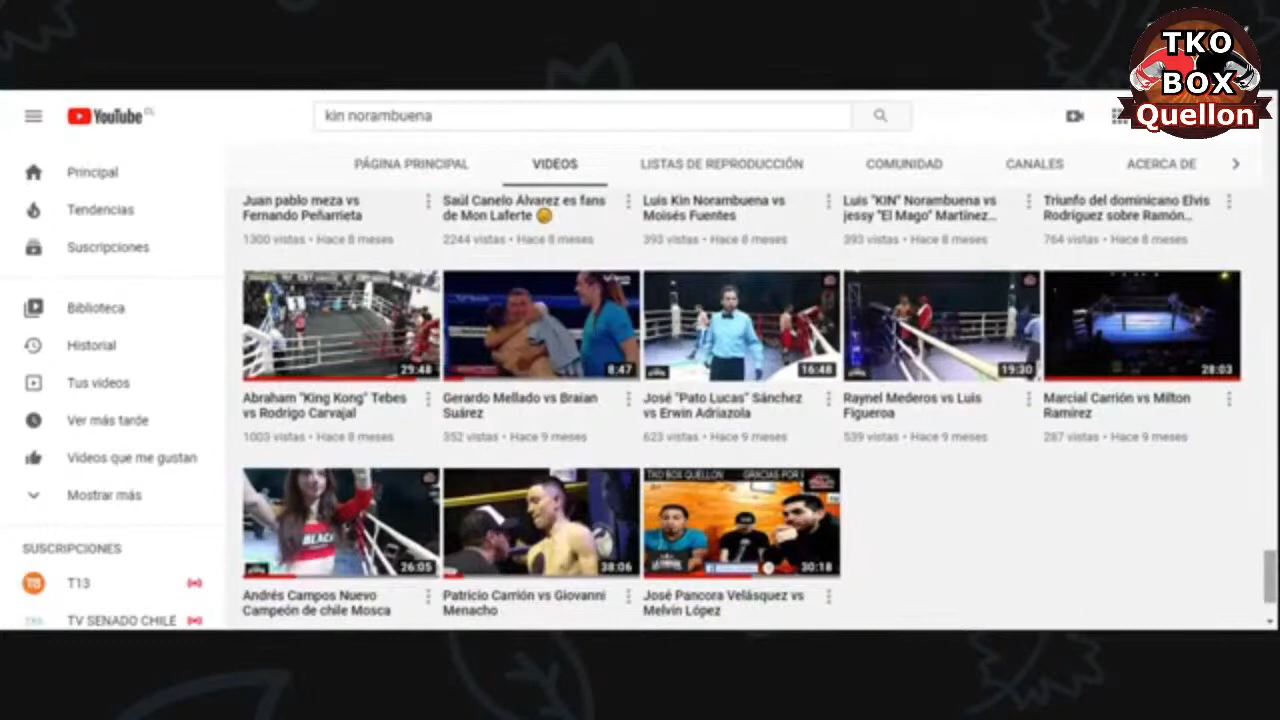 TKO
BOX
Quellon
YouTube CL
kin norambuena
PÁGINA PRINCIPAL
VIDEOS
LISTAS DE REPRODUCCIÓN
COMUNIDAD
CANALES
ACERCA DE
Principal
Tendencias
Suscripciones
Biblioteca
Historial
Tus videos
Ver más tarde
Videos que me gustan
Mostrar más
SUSCRIPCIONES
T13
TV SENADO CHILE
Juan pablo meza vs
Fernando Peñarrieta
1300 vistas • Hace 8 meses
Saúl Canelo Álvarez es fans
de Mon Laferte
2244 vistas • Hace 8 meses
Luis Kin Norambuena vs
Moisés Fuentes
393 vistas • Hace 8 meses
Luis "KIN" Norambuena vs
jessy "El Mago" Martínez...
393 vistas • Hace 8 meses
Triunfo del dominicano Elvis
Rodríguez sobre Ramón...
764 vistas • Hace 8 meses
29:48
Abraham "King Kong" Tebes
vs Rodrigo Carvajal
1003 vistas • Hace 8 meses
8:47
Gerardo Mellado vs Braian
Suárez
352 vistas • Hace 9 meses
16:48
José "Pato Lucas" Sánchez
vs Erwin Adriazola
623 vistas • Hace 9 meses
19:30
Raynel Mederos vs Luis
Figueroa
539 vistas • Hace 9 meses
28:03
Marcial Carrión vs Milton
Ramírez
287 vistas • Hace 9 meses
BLACK
26:05
Andrés Campos Nuevo
Campeón de chile Mosca
38:06
Patricio Carrión vs Giovanni
Menacho
TKO BOX QUELLON
GRACIAS POR
30:18
José Pancora Velásquez vs
Melvin López